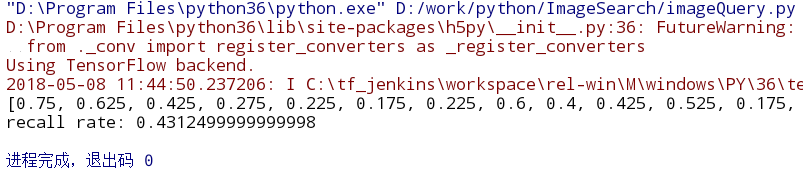 "D:\Program Files\python36\python.exe" D:/work/python/ImageSearch/imageQuery.py
D:\Program Files\python36\lib\site-packages\h5py\__init__.py:36: FutureWarning:
from ._conv import register_converters as _register_converters
Using TensorFlow backend.
2018-05-08 11:44:50.237206: I C:\tf_jenkins\workspace\rel-win\M\windows\PY\36\te
[0.75, 0.625, 0.425, 0.275, 0.225, 0.175, 0.225, 0.6, 0.4, 0.425, 0.525, 0.175,
recall rate: 0.4312499999999998
进程完成，退出码 0